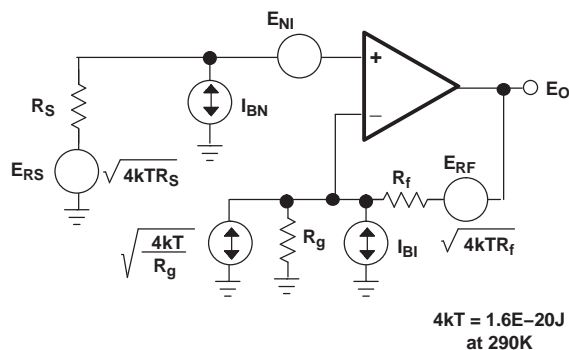 E_NI
+
E_O
R_S
I_BN
−
E_RS
√4kTR_S
R_f
E_RF
√4kT/R_g
R_g
I_BI
√4kTR_f
4kT = 1.6E−20J
at 290K